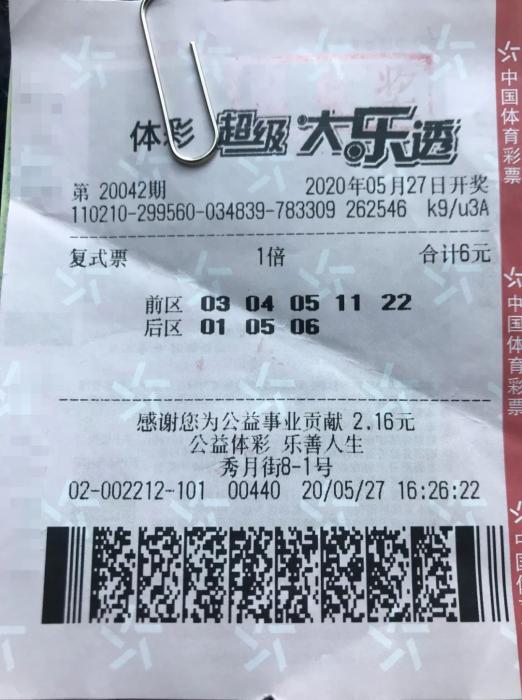 体彩 超级大乐透
第 20042期 2020年05月27日开奖
110210-299560-034839-783309 262546 k9/u3A
复式票 1倍 合计6元
前区 03 04 05 11 22
后区 01 05 06
感谢您为公益事业贡献 2.16元
公益体彩 乐善人生
秀月街8-1号
02-002212-101 00440 20/05/27 16:26:22
中国体育彩票
中国体育彩票
中国体